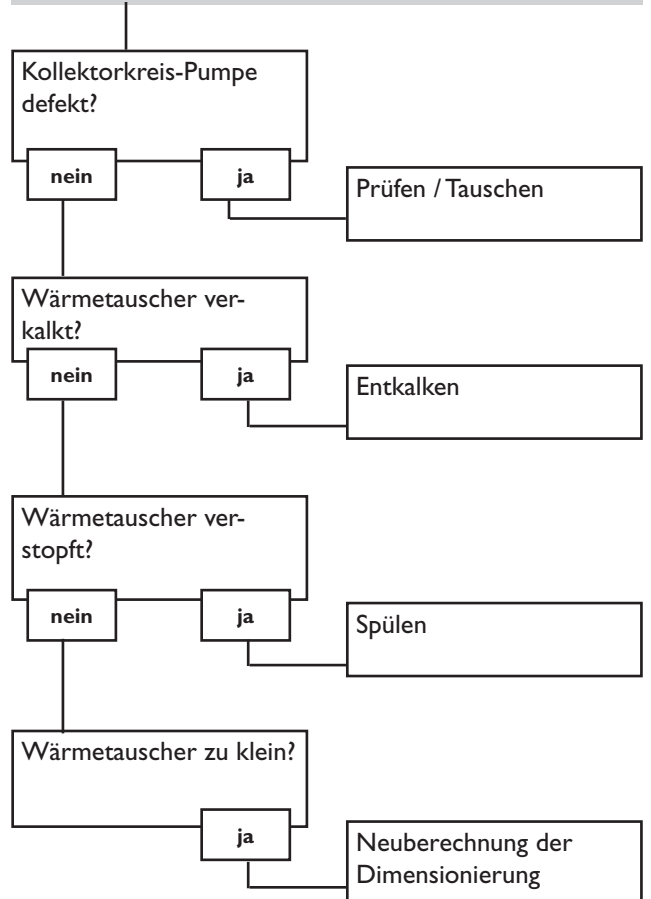 Kollektorkreis-Pumpe
defekt?
nein
ja
Prüfen / Tauschen
Wärmetauscher ver-
kalkt?
nein
ja
Entkalken
Wärmetauscher ver-
stopft?
nein
ja
Spülen
Wärmetauscher zu klein?
ja
Neuberechnung der
Dimensionierung